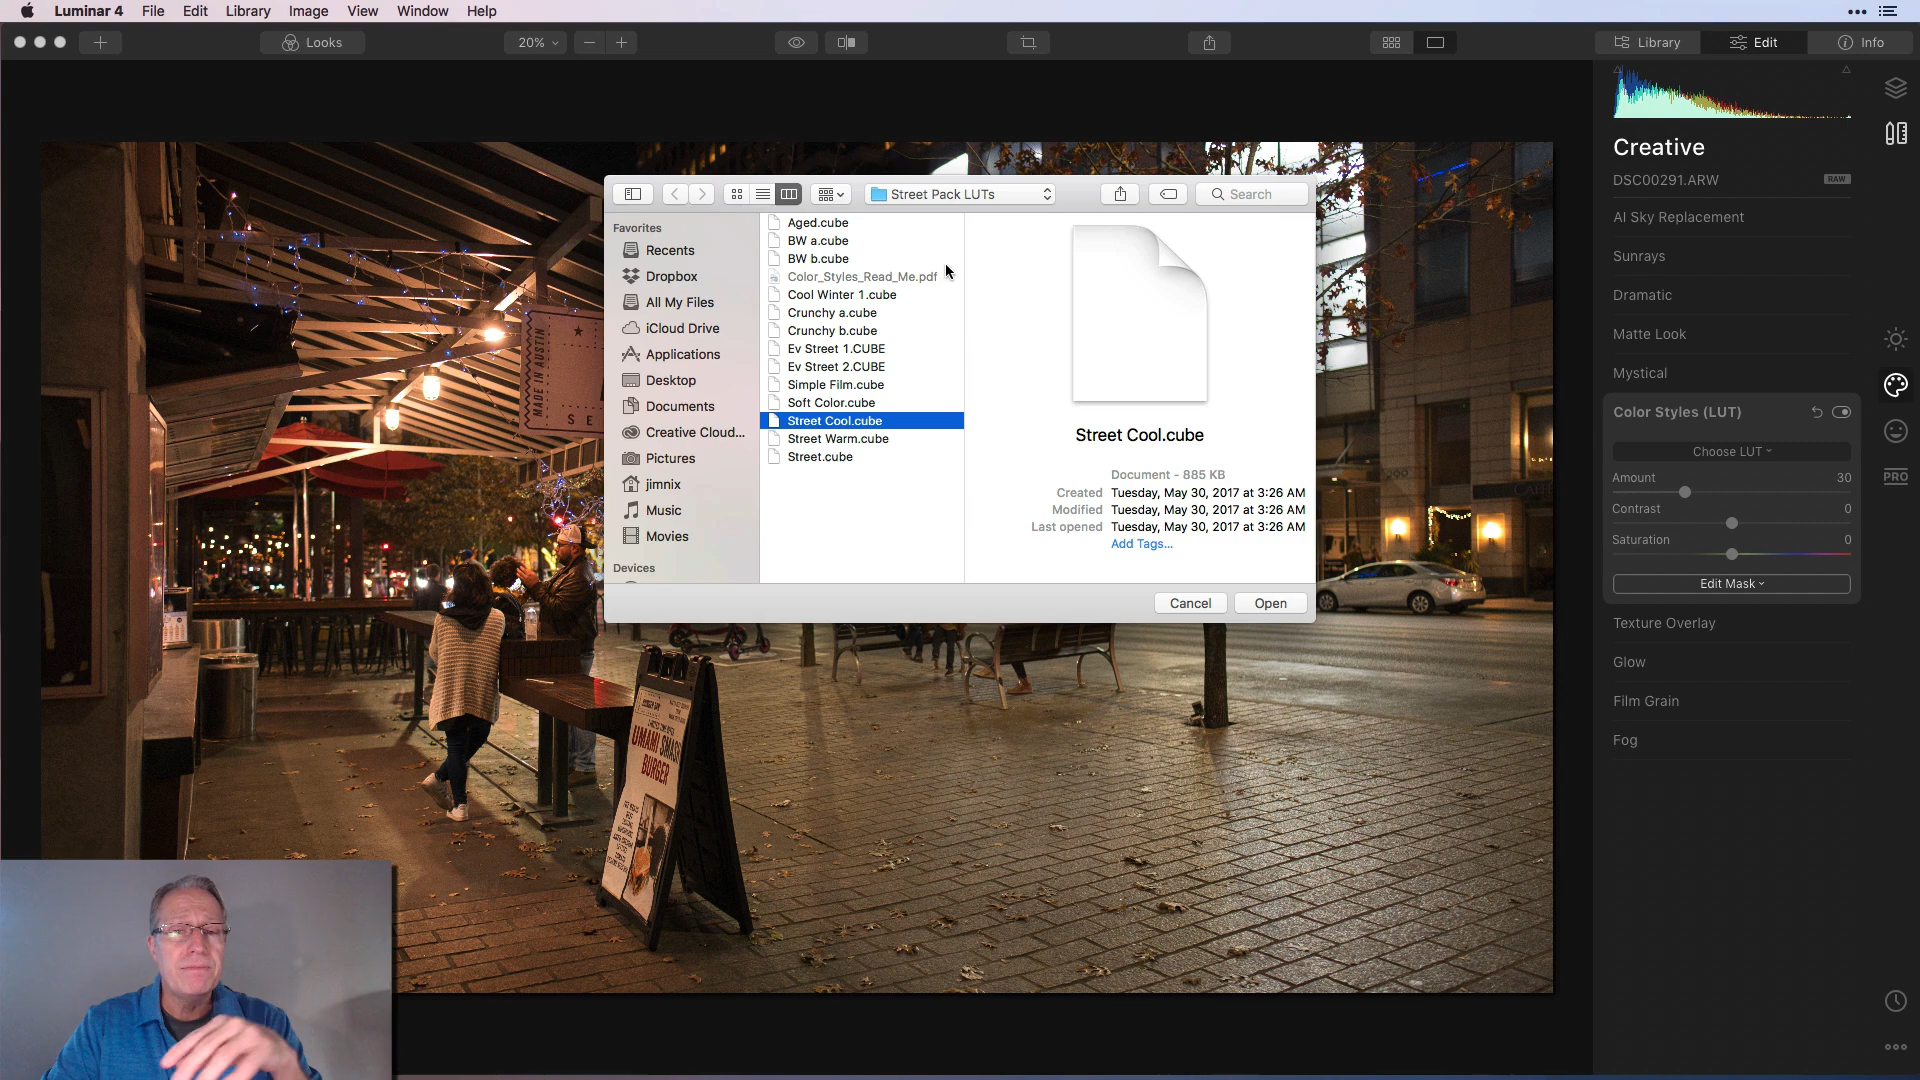 Luminar 4 File Edit Library Image View Window Help
Looks 20% Library Edit Info
Creative
DSC00291.ARW RAW
AI Sky Replacement
Sunrays
Dramatic
Matte Look
Mystical
Color Styles (LUT)
Choose LUT
Amount 30
Contrast 0
Saturation 0
Edit Mask
Texture Overlay
Glow
Film Grain
Fog
PRO
Street Pack LUTs Search
Favorites
Recents
Dropbox
All My Files
iCloud Drive
Applications
Desktop
Documents
Creative Cloud...
Pictures
jimnix
Music
Movies
Devices
Aged.cube
BW a.cube
BW b.cube
Color_Styles_Read_Me.pdf
Cool Winter 1.cube
Crunchy a.cube
Crunchy b.cube
Ev Street 1.CUBE
Ev Street 2.CUBE
Simple Film.cube
Soft Color.cube
Street Cool.cube
Street Warm.cube
Street.cube
Street Cool.cube
Document - 885 KB
Created Tuesday, May 30, 2017 at 3:26 AM
Modified Tuesday, May 30, 2017 at 3:26 AM
Last opened Tuesday, May 30, 2017 at 3:26 AM
Add Tags...
Cancel Open
MADE IN AUSTIN
S E
UMAMI SMASH
BURGER